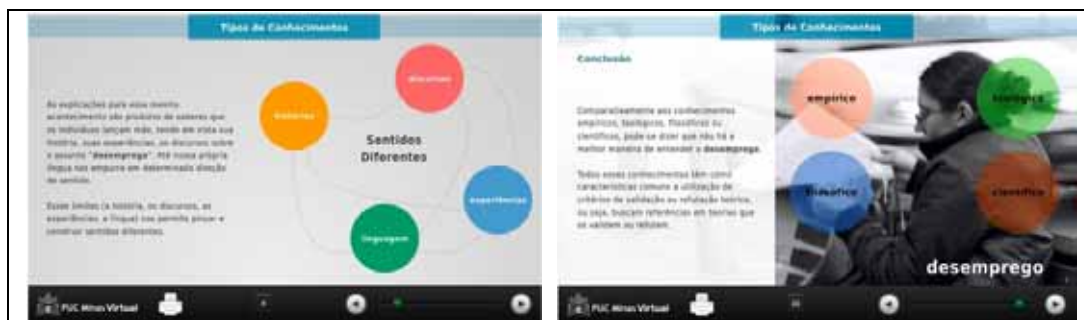 Tipos de Conhecimentos
As explicações para esse mesmo
acontecimento são produtos de saberes que
os indivíduos lançam mão, tendo em vista sua
história, suas experiências, os discursos sobre
o assunto "desemprego". Até nossa própria
língua nos empurra em determinada direção
de sentido.
Esses limites (a história, os discursos, as
experiências, a língua) nos permite pinçar e
construir sentidos diferentes.
discursos
histórias
Sentidos
Diferentes
experiências
linguagem
PUC Minas Virtual
Tipos de Conhecimentos
Conclusão
Comparativamente aos conhecimentos
empíricos, teológicos, filosóficos ou
científicos, pode-se dizer que não há a
melhor maneira de entender o desemprego.
Todos esses conhecimentos têm como
características comuns a utilização de
critérios de validação ou refutação teórica,
ou seja, buscam referências em teorias que
os validem ou refutem.
empírico
teológico
filosófico
científico
desemprego
PUC Minas Virtual